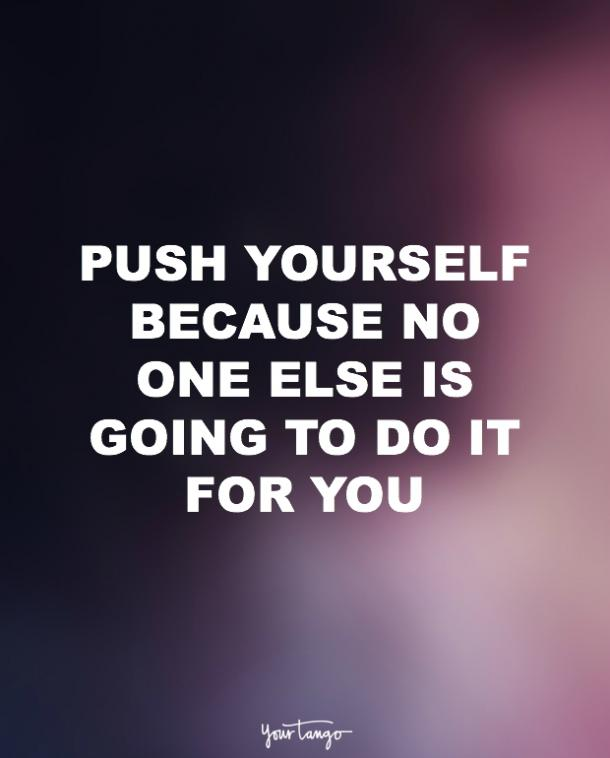 PUSH YOURSELF
BECAUSE NO
ONE ELSE IS
GOING TO DO IT
FOR YOU
Yourtango